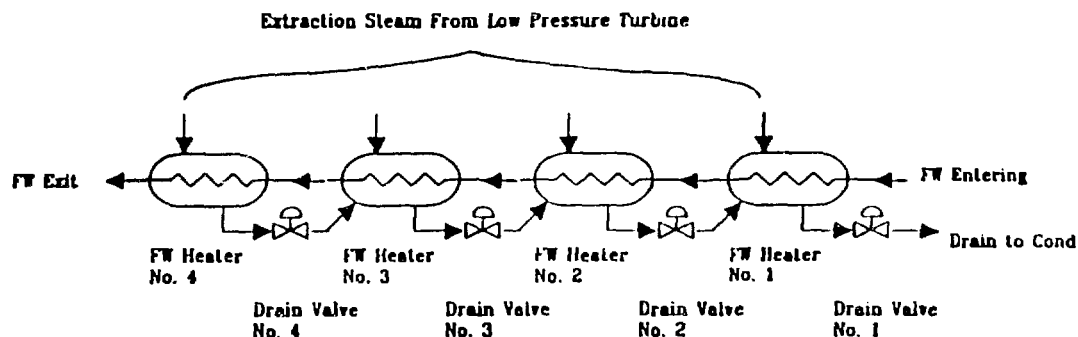 Extraction Steam From Low Pressure Turbine
FW Exit
FW Entering
Drain to Cond
FW Heater
No. 4
FW Heater
No. 3
FW Heater
No. 2
FW Heater
No. 1
Drain Valve
No. 4
Drain Valve
No. 3
Drain Valve
No. 2
Drain Valve
No. 1